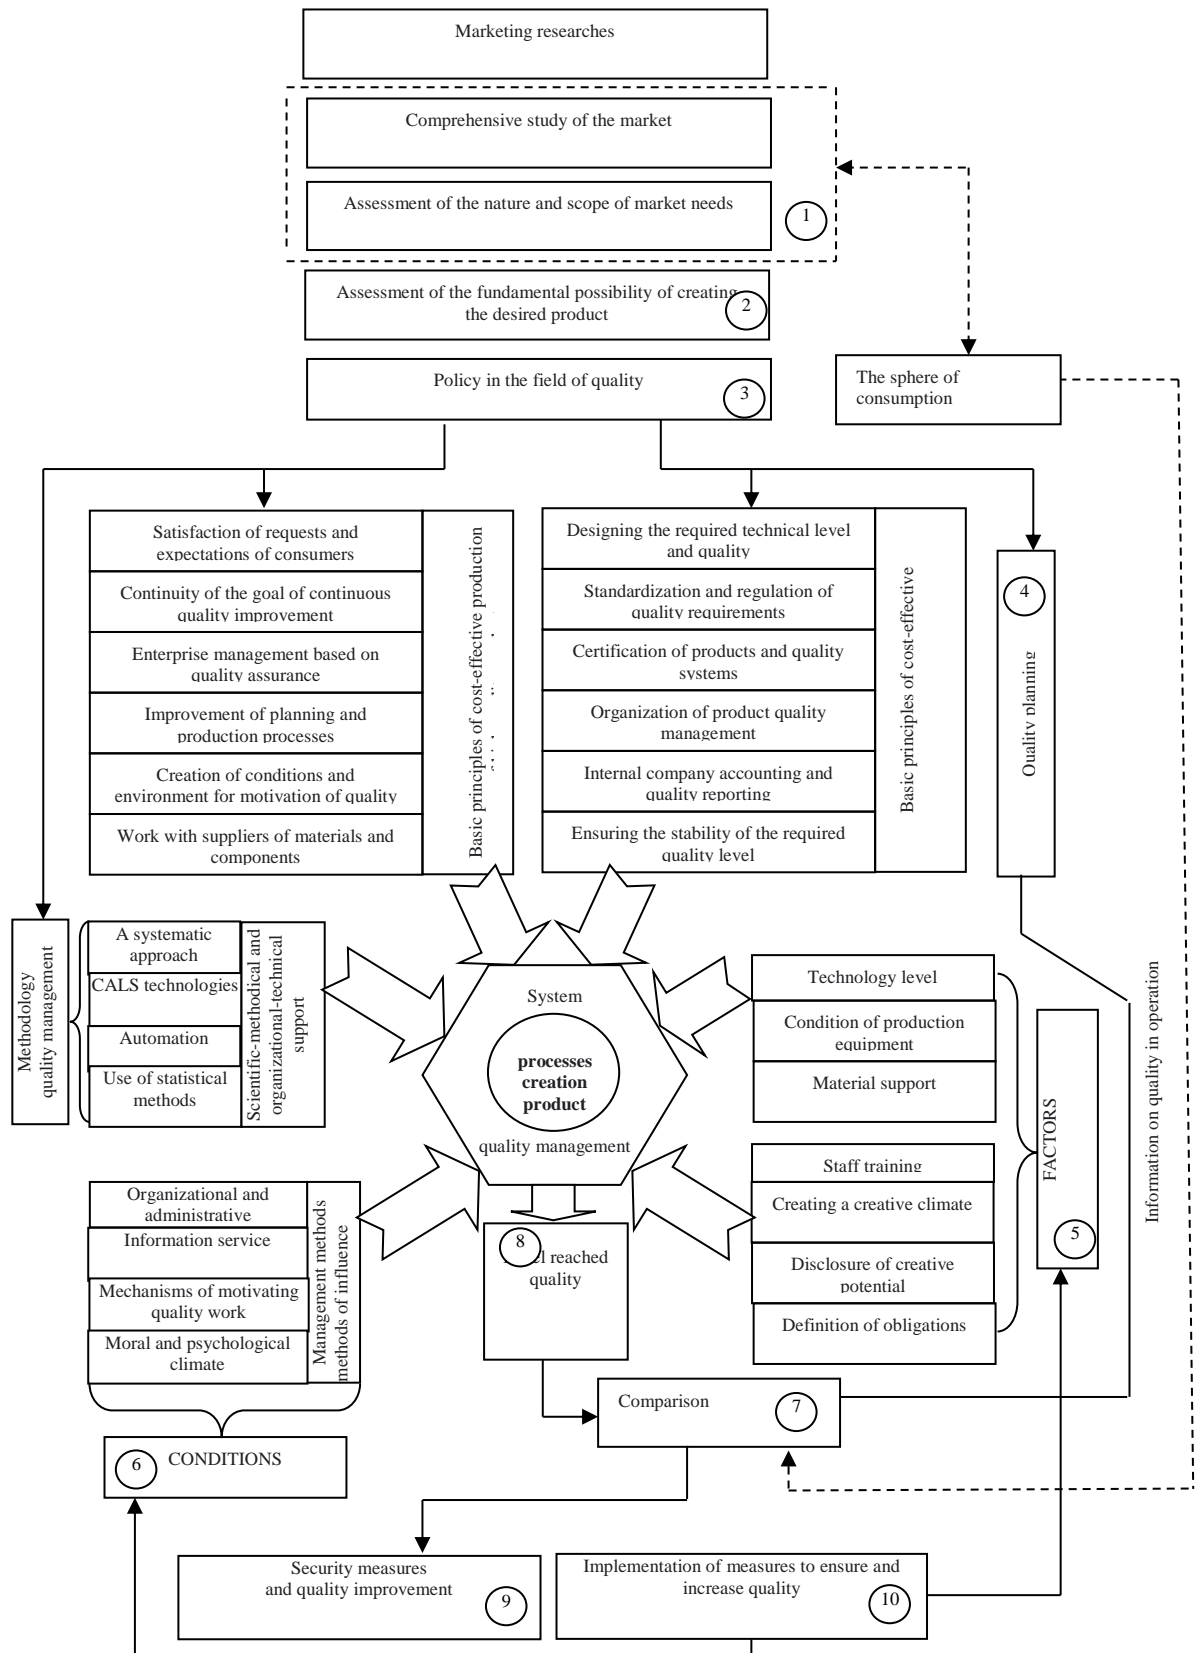 Marketing researches
Comprehensive study of the market
Assessment of the nature and scope of market needs
1
Assessment of the fundamental possibility of creating
the desired product
2
Policy in the field of quality
3
The sphere of
consumption
Satisfaction of requests and
expectations of consumers
Continuity of the goal of continuous
quality improvement
Enterprise management based on
quality assurance
Improvement of planning and
production processes
Creation of conditions and
environment for motivation of quality
Work with suppliers of materials and
components
Basic principles of cost-effective production
Designing the required technical level
and quality
Standardization and regulation of
quality requirements
Certification of products and quality
systems
Organization of product quality
management
Internal company accounting and
quality reporting
Ensuring the stability of the required
quality level
Basic principles of cost-effective
4
Quality planning
Methodology
quality management
A systematic
approach
CALS technologies
Automation
Use of statistical
methods
Scientific-methodical and
organizational-technical
support
System
processes
creation
product
quality management
Technology level
Condition of production
equipment
Material support
Staff training
Creating a creative climate
Disclosure of creative
potential
Definition of obligations
FACTORS
5
Information on quality in operation
Organizational and
administrative
Information service
Mechanisms of motivating
quality work
Moral and psychological
climate
Management methods
methods of influence
8
reached
quality
Comparison
7
6
CONDITIONS
Security measures
and quality improvement
9
Implementation of measures to ensure and
increase quality
10